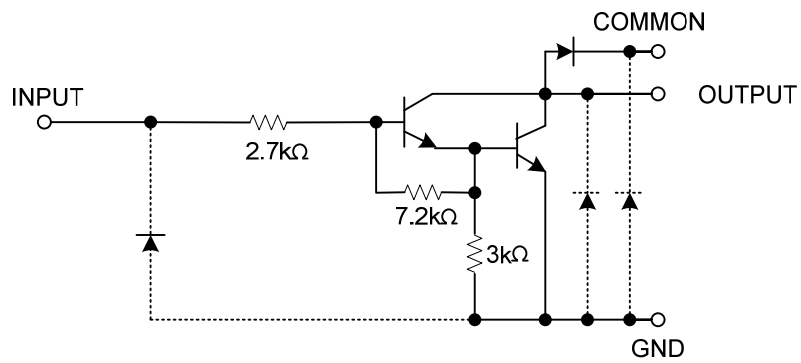 COMMON
INPUT
OUTPUT
2.7kΩ
7.2kΩ
3kΩ
GND